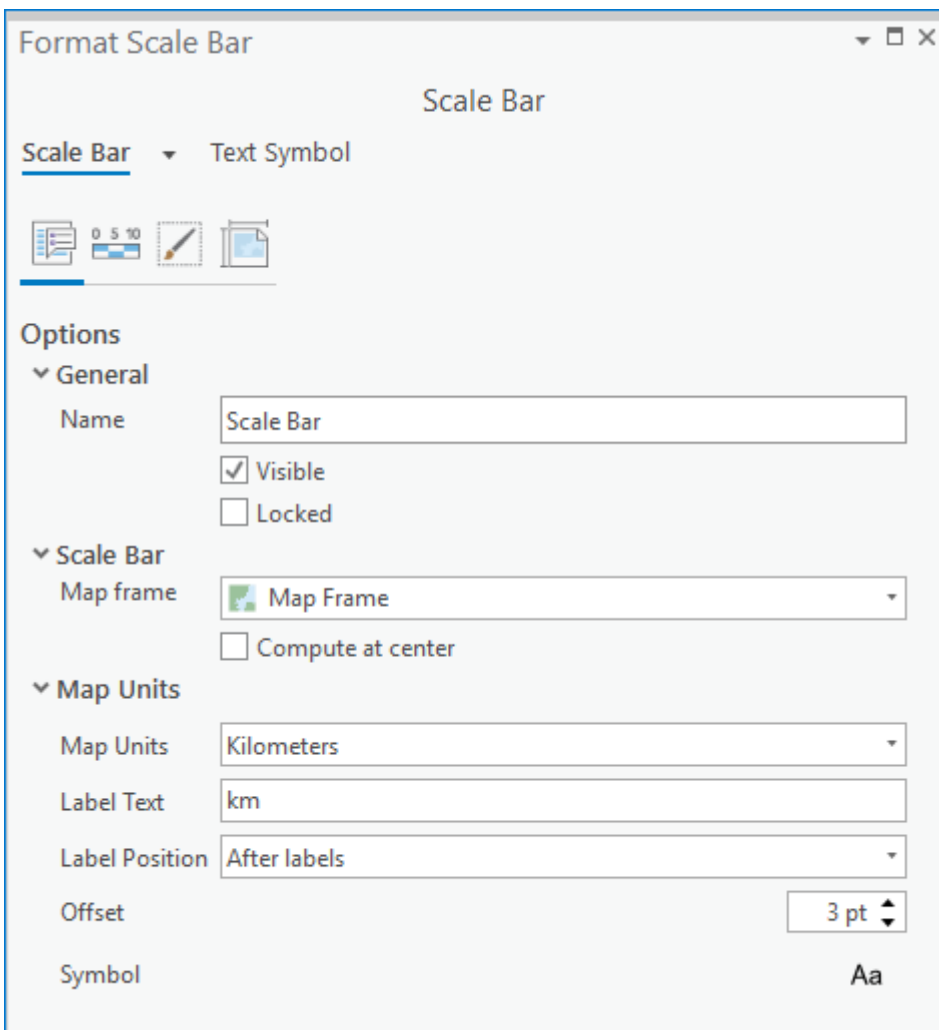 Format Scale Bar
Scale Bar
Scale Bar Text Symbol
0 5 10
Options
General
Name Scale Bar
Visible
Locked
Scale Bar
Map frame Map Frame
Compute at center
Map Units
Map Units Kilometers
Label Text km
Label Position After labels
Offset 3 pt
Symbol Aa